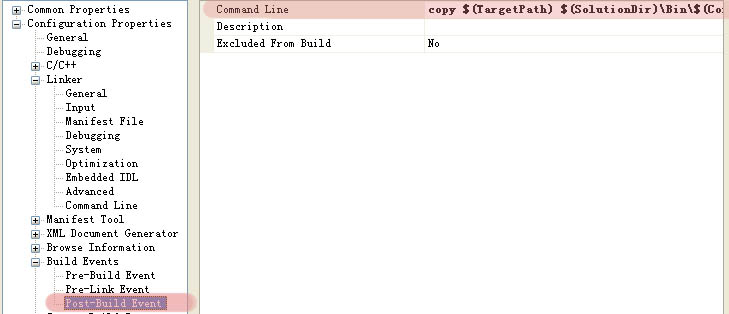 Common Properties
Configuration Properties
General
Debugging
C/C++
Linker
General
Input
Manifest File
Debugging
System
Optimization
Embedded IDL
Advanced
Command Line
Manifest Tool
XML Document Generator
Browse Information
Build Events
Pre-Build Event
Pre-Link Event
Post-Build Event
Command Line copy $(TargetPath) $(SolutionDir)\Bin\$(Co
Description
Excluded From Build No